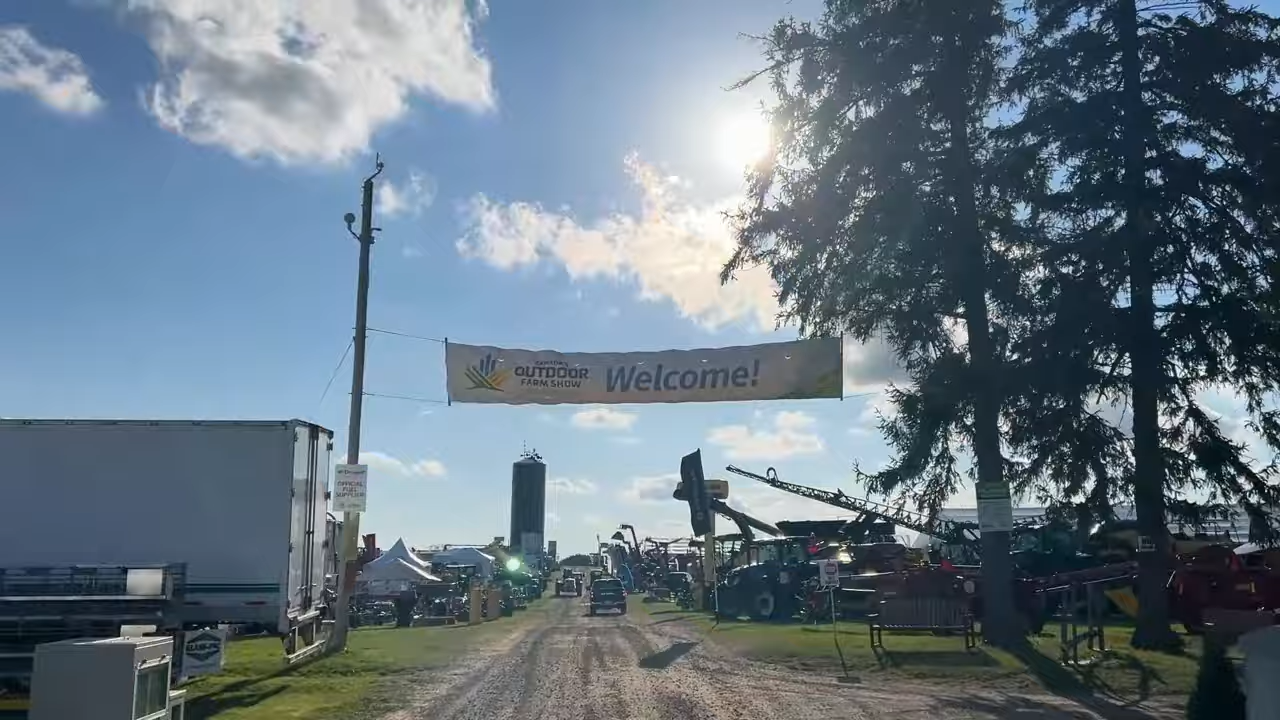 CANADA'S
OUTDOOR
FARM SHOW
Welcome!
OFFICIAL
FUEL
SUPPLIER